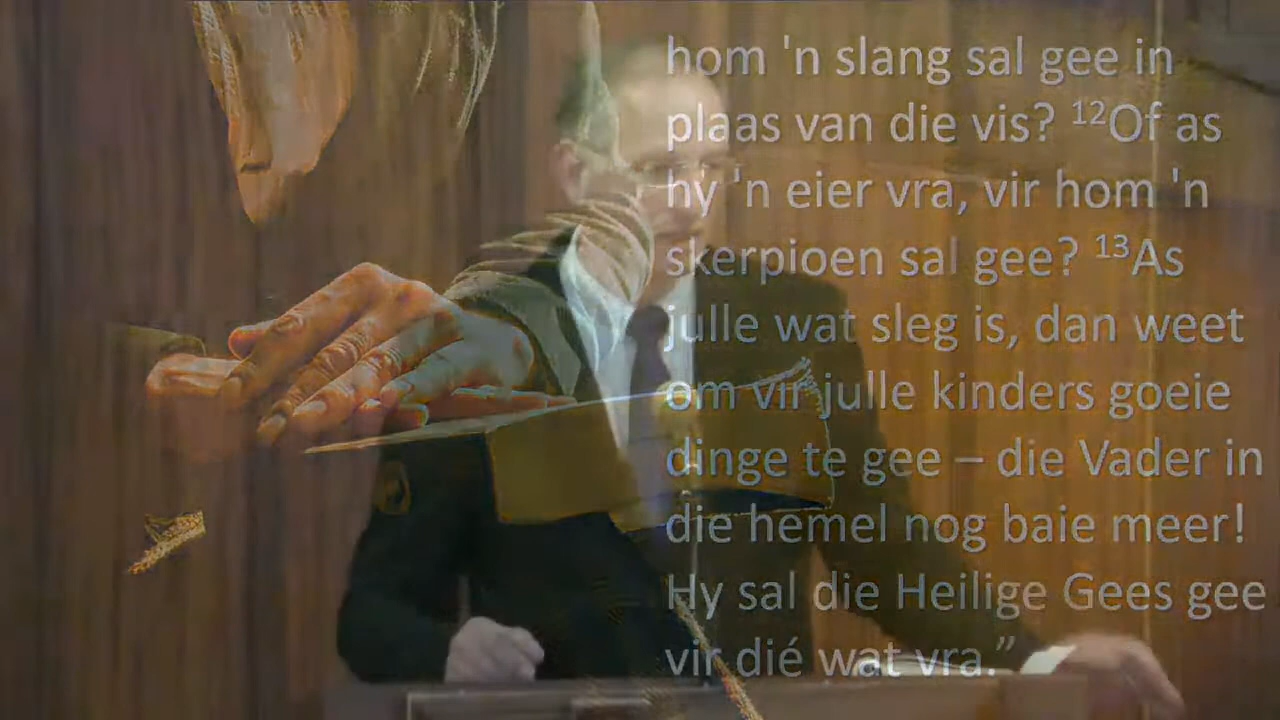 hom 'n slang sal gee in
plaas van die vis? ¹²Of as
hy 'n eier vra, vir hom 'n
skerpioen sal gee? ¹³As
julle wat sleg is, dan weet
om vir julle kinders goeie
dinge te gee – die Vader in
die hemel nog baie meer!
Hy sal die Heilige Gees gee
vir dié wat vra.”